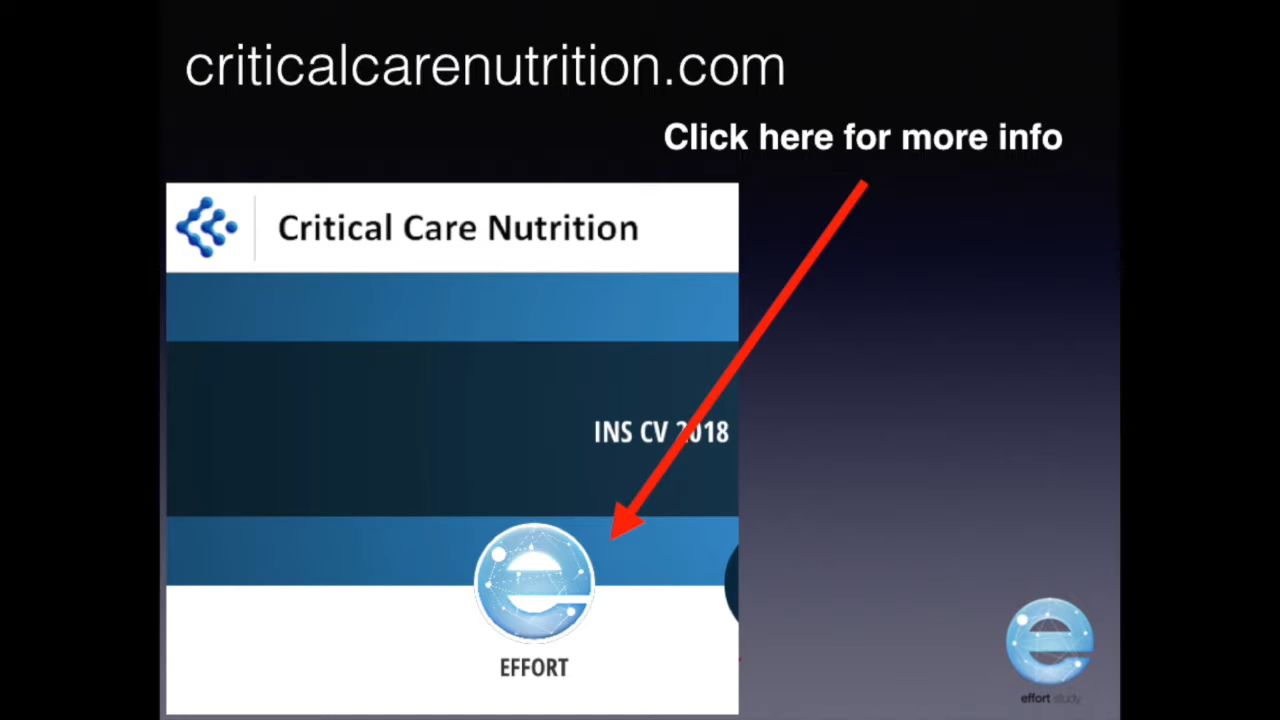 criticalcarenutrition.com
Click here for more info
Critical Care Nutrition
INS CV 2018
EFFORT
effort study